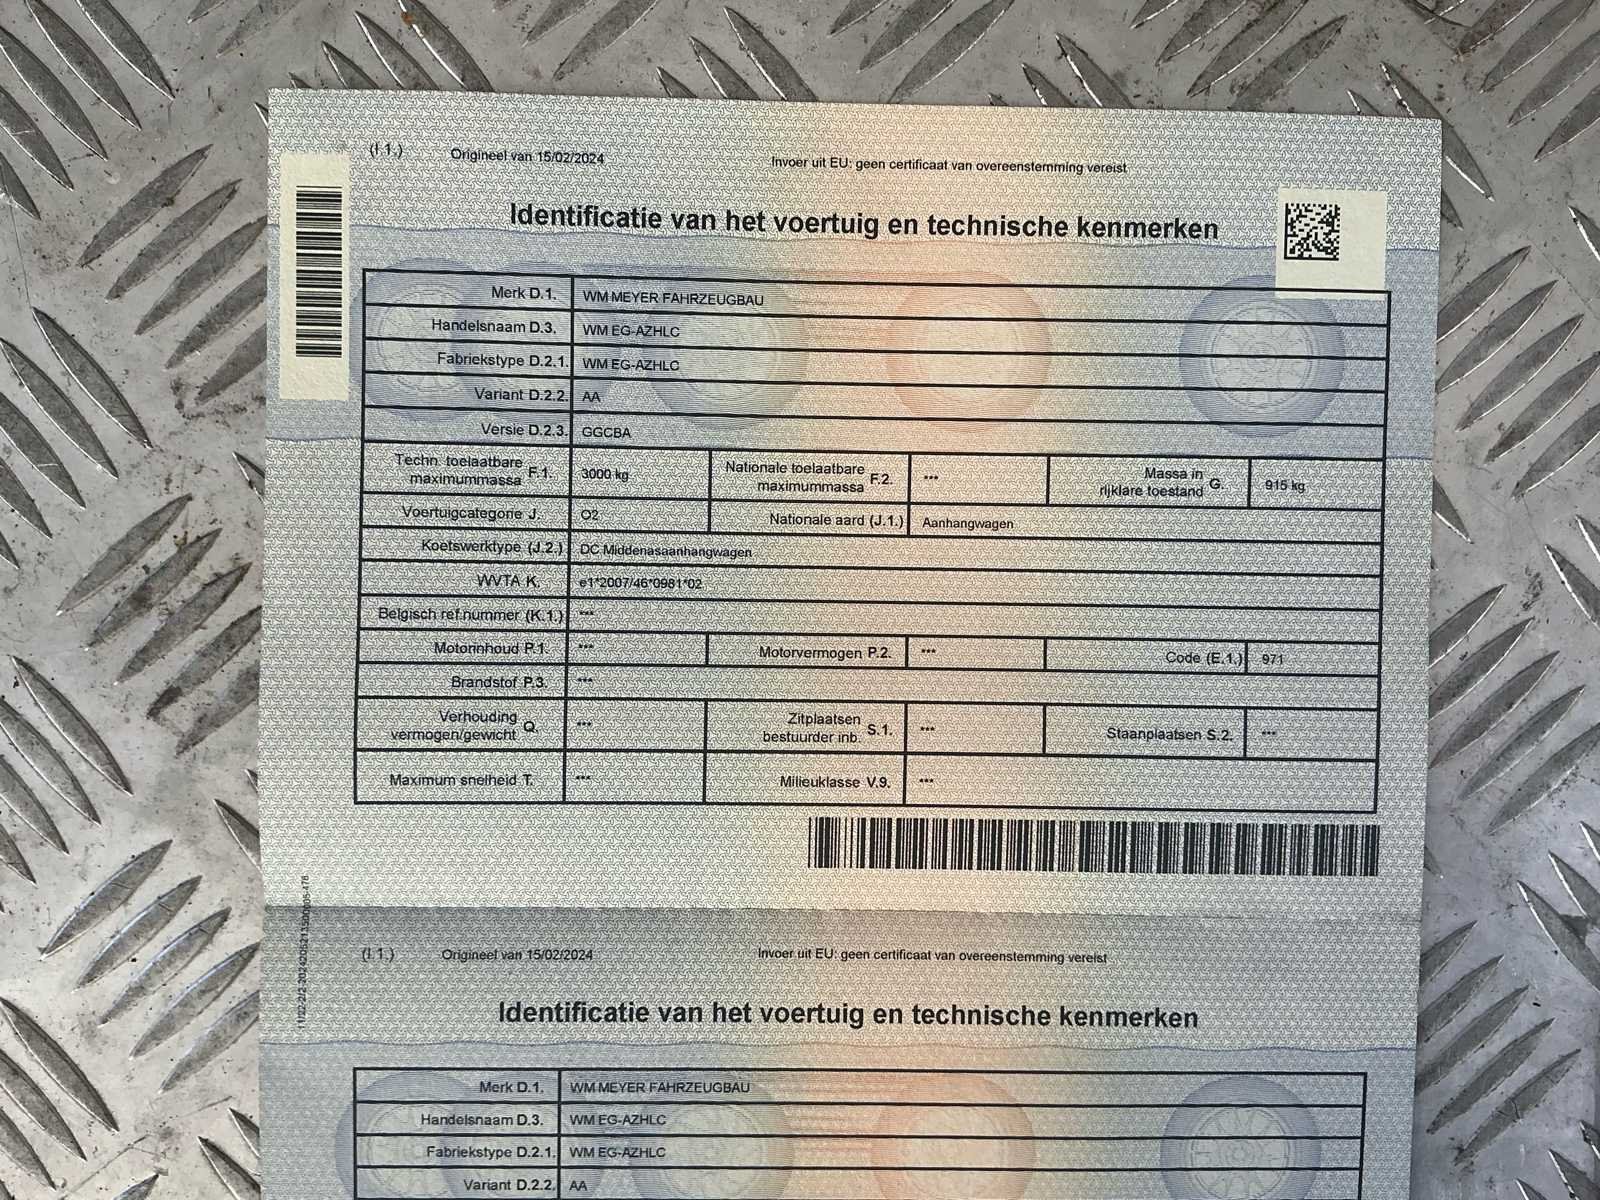 (I.1.) Origineel van 15/02/2024 Invoer uit EU: geen certificaat van overeenstemming vereist
Identificatie van het voertuig en technische kenmerken
Merk D.1. WM MEYER FAHRZEUGBAU
Handelsnaam D.3. WM EG-AZHLC
Fabriekstype D.2.1. WM EG-AZHLC
Variant D.2.2. AA
Versie D.2.3. GGCBA
Techn. toelaatbare maximummassa F.1. 3000 kg Nationale toelaatbare maximummassa F.2. *** Massa in rijklare toestand G. 915 kg
Voertuigcategorie J. O2 Nationale aard (J.1.) Aanhangwagen
Koetswerktype (J.2.) DC Middenasaanhangwagen
WVTA K. e1*2007/46*0981*02
Belgisch ref.nummer (K.1.) ***
Motorinhoud P.1. *** Motorvermogen P.2. *** Code (E.1.) 971
Brandstof P.3. ***
Verhouding vermogen/gewicht Q. *** Zitplaatsen bestuurder inb. S.1. *** Staanplaatsen S.2. ***
Maximum snelheid T. *** Milieuklasse V.9. ***
(I.1.) Origineel van 15/02/2024 Invoer uit EU: geen certificaat van overeenstemming vereist
Identificatie van het voertuig en technische kenmerken
Merk D.1. WM MEYER FAHRZEUGBAU
Handelsnaam D.3. WM EG-AZHLC
Fabriekstype D.2.1. WM EG-AZHLC
Variant D.2.2. AA